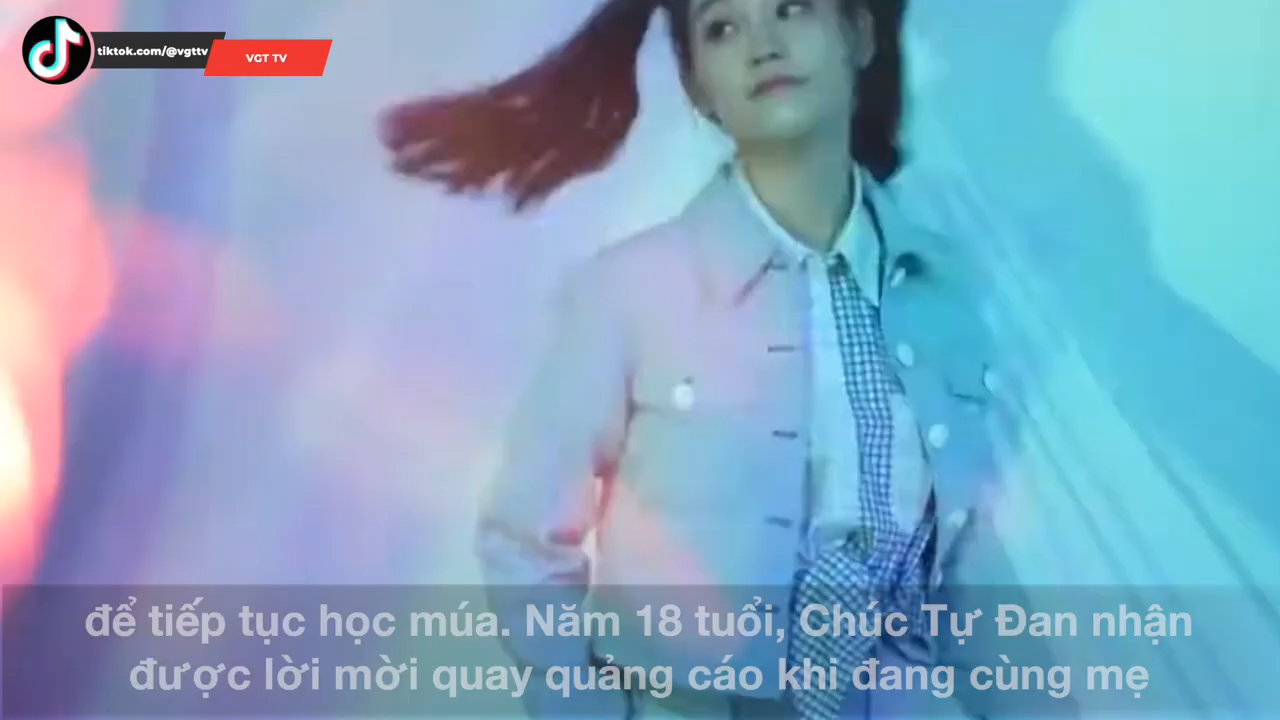 tiktok.com/@vgttv
VGT TV
để tiếp tục học múa. Năm 18 tuổi, Chúc Tự Đan nhận
được lời mời quay quảng cáo khi đang cùng mẹ